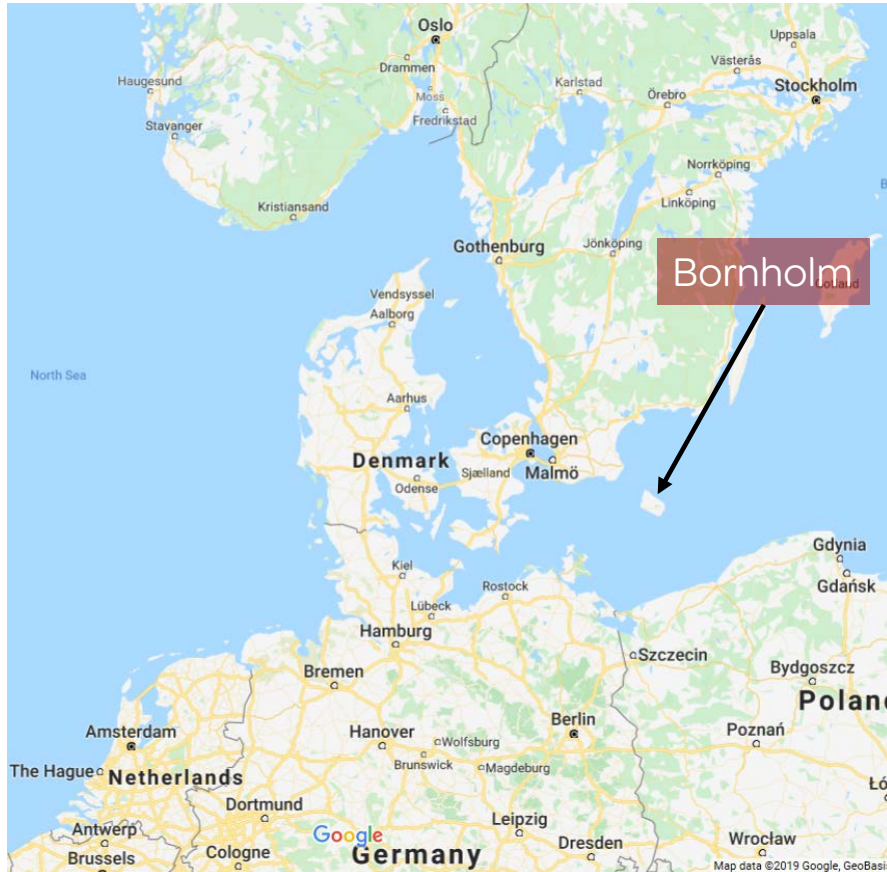 Oslo
Uppsala
Västerås
Drammen
Stockholm
Haugesund
Karlstad
Örebro
Moss
Fredrikstad
Stavanger
Norrköping
Linköping
Kristiansand
Gothenburg
Jönköping
Bornholm
Gotland
Vendsyssel
Aalborg
North Sea
Aarhus
Copenhagen
Denmark
Sjælland
Malmö
Odense
Gdynia
Kiel
Gdańsk
Rostock
Lübeck
Hamburg
Szczecin
Bremen
Bydgoszcz
Poland
Amsterdam
Berlin
Hanover
Wolfsburg
Poznań
Brunswick
Magdeburg
The Hague
Netherlands
Dortmund
Antwerp
Google
Leipzig
Brussels
Cologne
Germany
Dresden
Wrocław
Map data ©2019 Google, GeoBasis